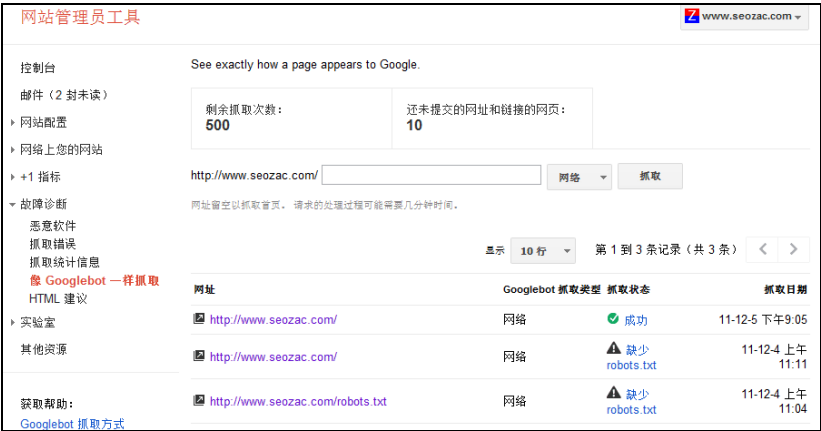 网站管理员工具
www.seozac.com
控制台
邮件（2 封未读）
网站配置
网络上您的网站
+1 指标
故障诊断
恶意软件
抓取错误
抓取统计信息
像 Googlebot 一样抓取
HTML 建议
实验室
其他资源
获取帮助：
Googlebot 抓取方式
See exactly how a page appears to Google.
剩余抓取次数：
500
还未提交的网址和链接的网页：
10
http://www.seozac.com/ 网络 抓取
网址留空以抓取首页。 请求的处理过程可能需要几分钟时间。
显示 10 行 第 1 到 3 条记录（共 3 条）
网址 Googlebot 抓取类型 抓取状态 抓取日期
http://www.seozac.com/ 网络 成功 11-12-5 下午9:05
http://www.seozac.com/ 网络 缺少 11-12-4 上午
robots.txt 11:11
http://www.seozac.com/robots.txt 网络 缺少 11-12-4 上午
robots.txt 11:04